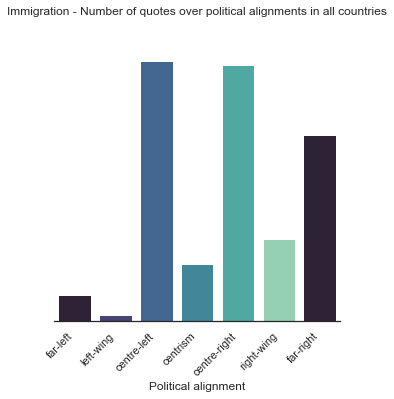 Immigration - Number of quotes over political alignments in all countries
far-left
left-wing
centre-left
centrism
centre-right
right-wing
far-right
Political alignment